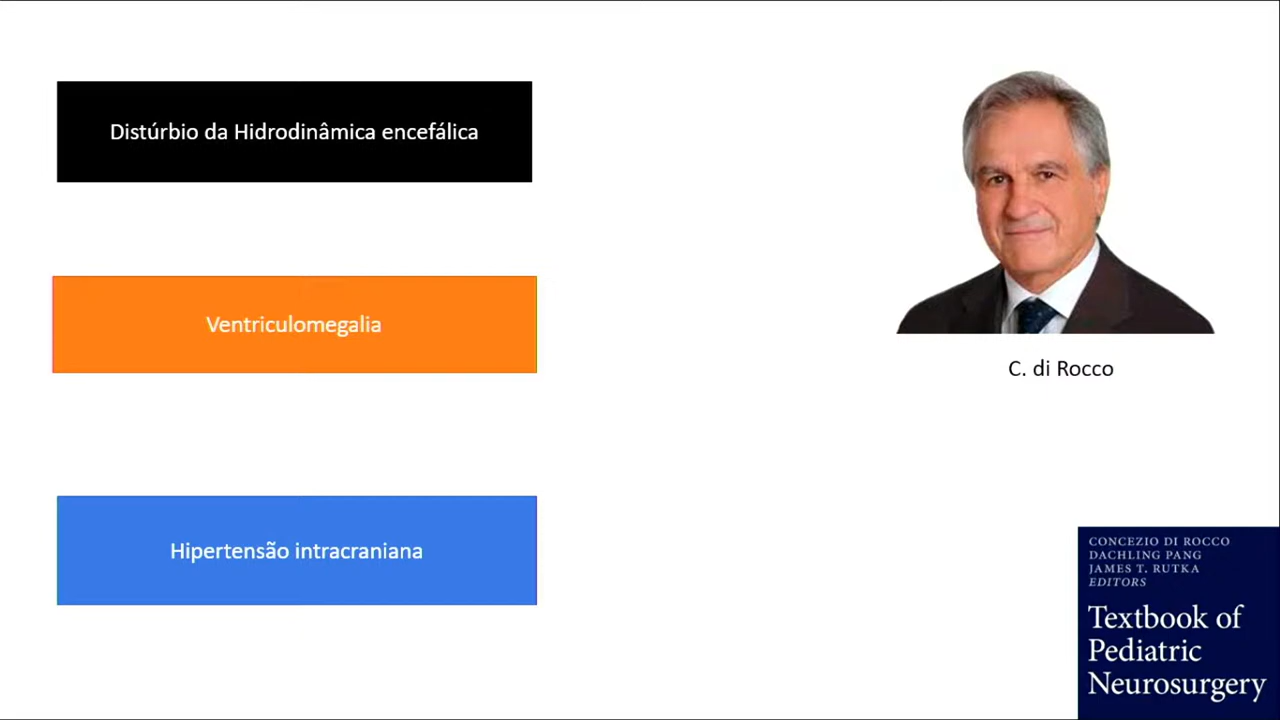 Distúrbio da Hidrodinâmica encefálica
Ventriculomegalia
C. di Rocco
Hipertensão intracraniana
CONCEZIO DI ROCCO
DACHLING PANG
JAMES T. RUTKA
EDITORS
Textbook of
Pediatric
Neurosurgery